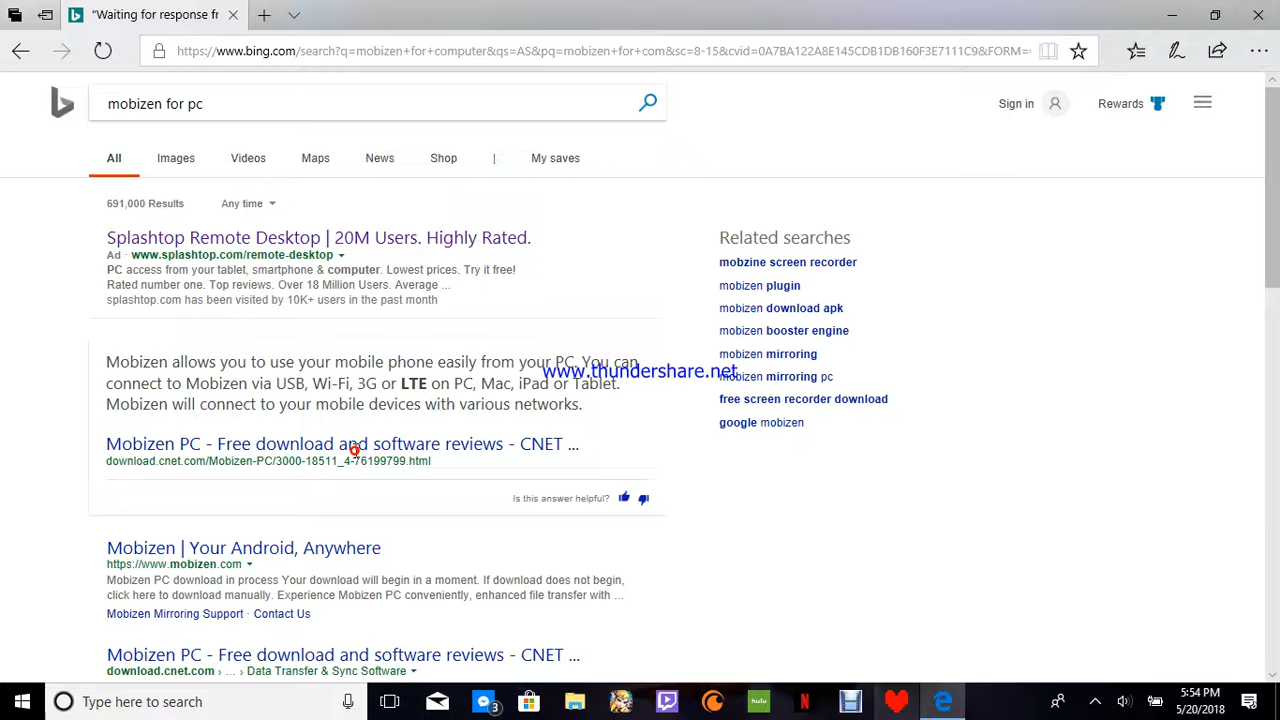 "Waiting for response fr
https://www.bing.com/search?q=mobizen+for+computer&qs=AS&pq=mobizen+for+com&sc=8-15&cvid=0A7BA122A8E145CDB1DB160F3E7111C9&FORM=
mobizen for pc
Sign in
Rewards
All Images Videos Maps News Shop | My saves
691,000 Results Any time
Splashtop Remote Desktop | 20M Users. Highly Rated.
Ad · www.splashtop.com/remote-desktop
PC access from your tablet, smartphone & computer. Lowest prices. Try it free!
Rated number one. Top reviews. Over 18 Million Users. Average ...
splashtop.com has been visited by 10K+ users in the past month
Mobizen allows you to use your mobile phone easily from your PC. You can
connect to Mobizen via USB, Wi-Fi, 3G or LTE on PC, Mac, iPad or Tablet.
Mobizen will connect to your mobile devices with various networks.
www.thundershare.net
Mobizen PC - Free download and software reviews - CNET ...
download.cnet.com/Mobizen-PC/3000-18511_4-76199799.html
Is this answer helpful?
Mobizen | Your Android, Anywhere
https://www.mobizen.com
Mobizen PC download in process Your download will begin in a moment. If download does not begin,
click here to download manually. Experience Mobizen PC conveniently, enhanced file transfer with ...
Mobizen Mirroring Support · Contact Us
Mobizen PC - Free download and software reviews - CNET ...
download.cnet.com › ... › Data Transfer & Sync Software
Related searches
mobzine screen recorder
mobizen plugin
mobizen download apk
mobizen booster engine
mobizen mirroring
mobizen mirroring pc
free screen recorder download
google mobizen
Type here to search
3
hulu
N
5:54 PM
5/20/2018